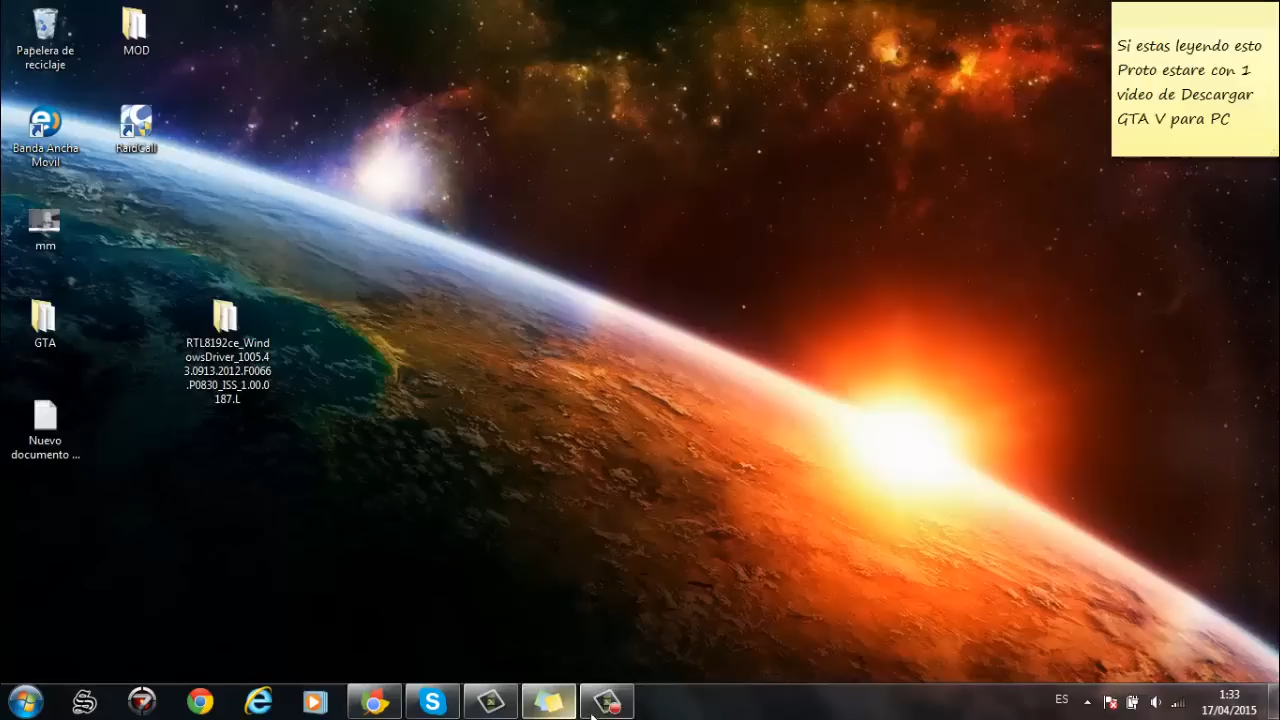 Papelera de
reciclaje
MOD
Banda Ancha
Movil
RaidCall
mm
GTA
RTL8192ce_Wind
owsDriver_1005.4
3.0913.2012.F0066
.P0830_ISS_1.00.0
187.L
Nuevo
documento ...
Si estas leyendo esto
Proto estare con 1
video de Descargar
GTA V para PC
ES
1:33
17/04/2015